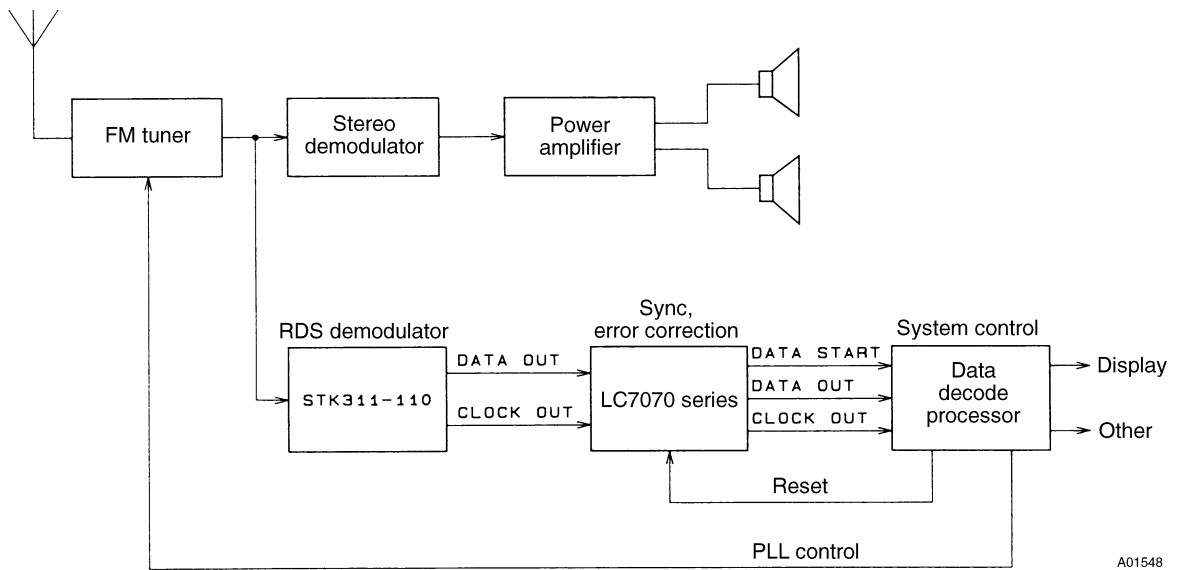 FM tuner
Stereo
demodulator
Power
amplifier
RDS demodulator
STK311-110
DATA OUT
CLOCK OUT
Sync,
error correction
LC7070 series
DATA START
DATA OUT
CLOCK OUT
System control
Data
decode
processor
Display
Other
Reset
PLL control
A01548